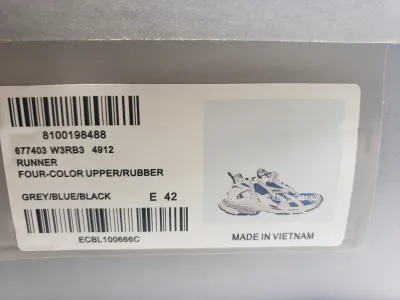 8100198488
677403 W3RB3 4912
RUNNER
FOUR-COLOR UPPER/RUBBER
GREY/BLUE/BLACK E 42
ECBL100666C
MADE IN VIETNAM